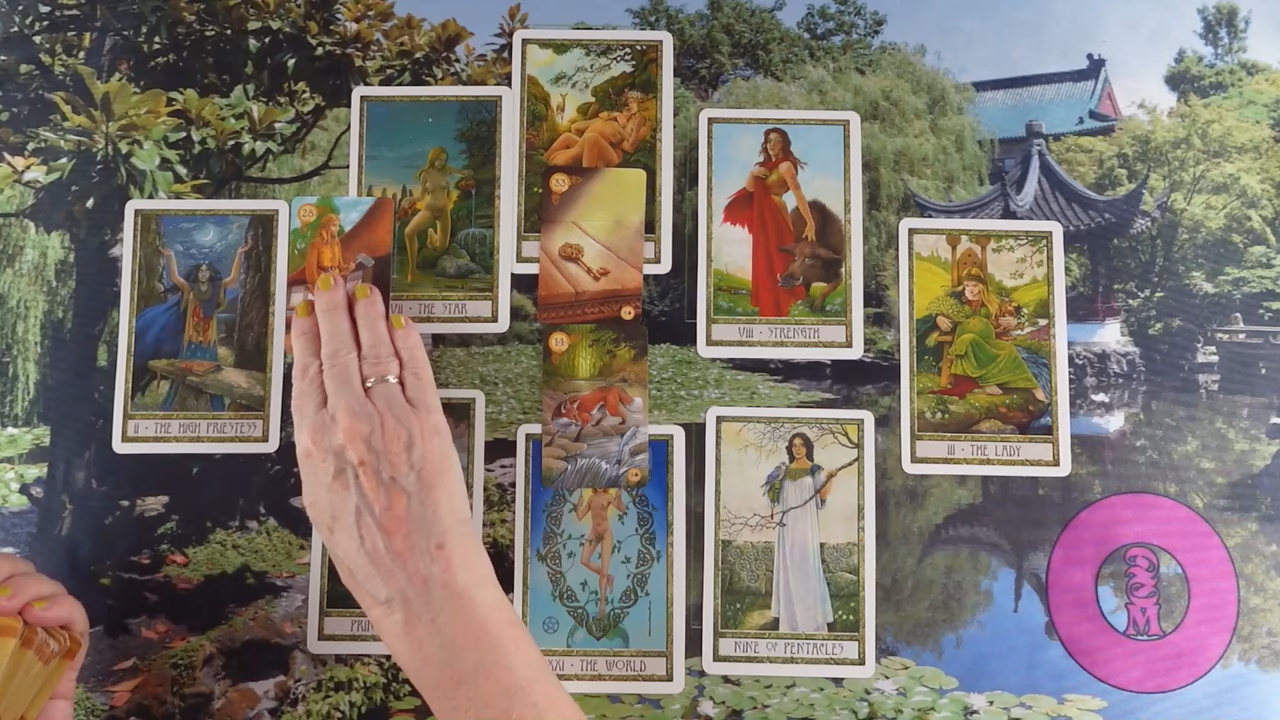 33
28
VII · THE STAR
VIII · STRENGTH
II · THE HIGH PRIESTESS
14
III · THE LADY
PRIN
XXI · THE WORLD
NINE OF PENTACLES